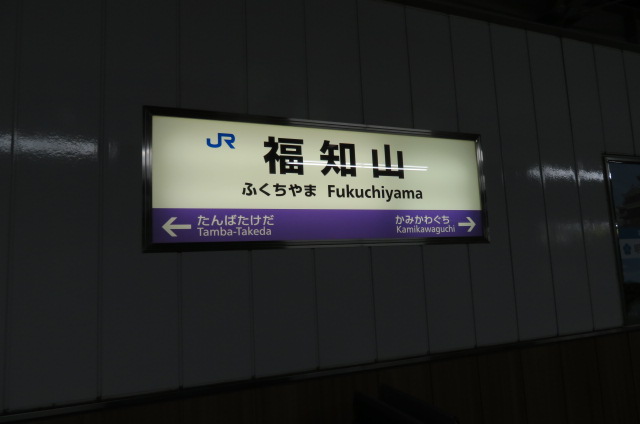 JR 福知山
ふくちやま Fukuchiyama
← たんばたけだ かみかわぐち →
Tamba-Takeda Kamikawaguchi